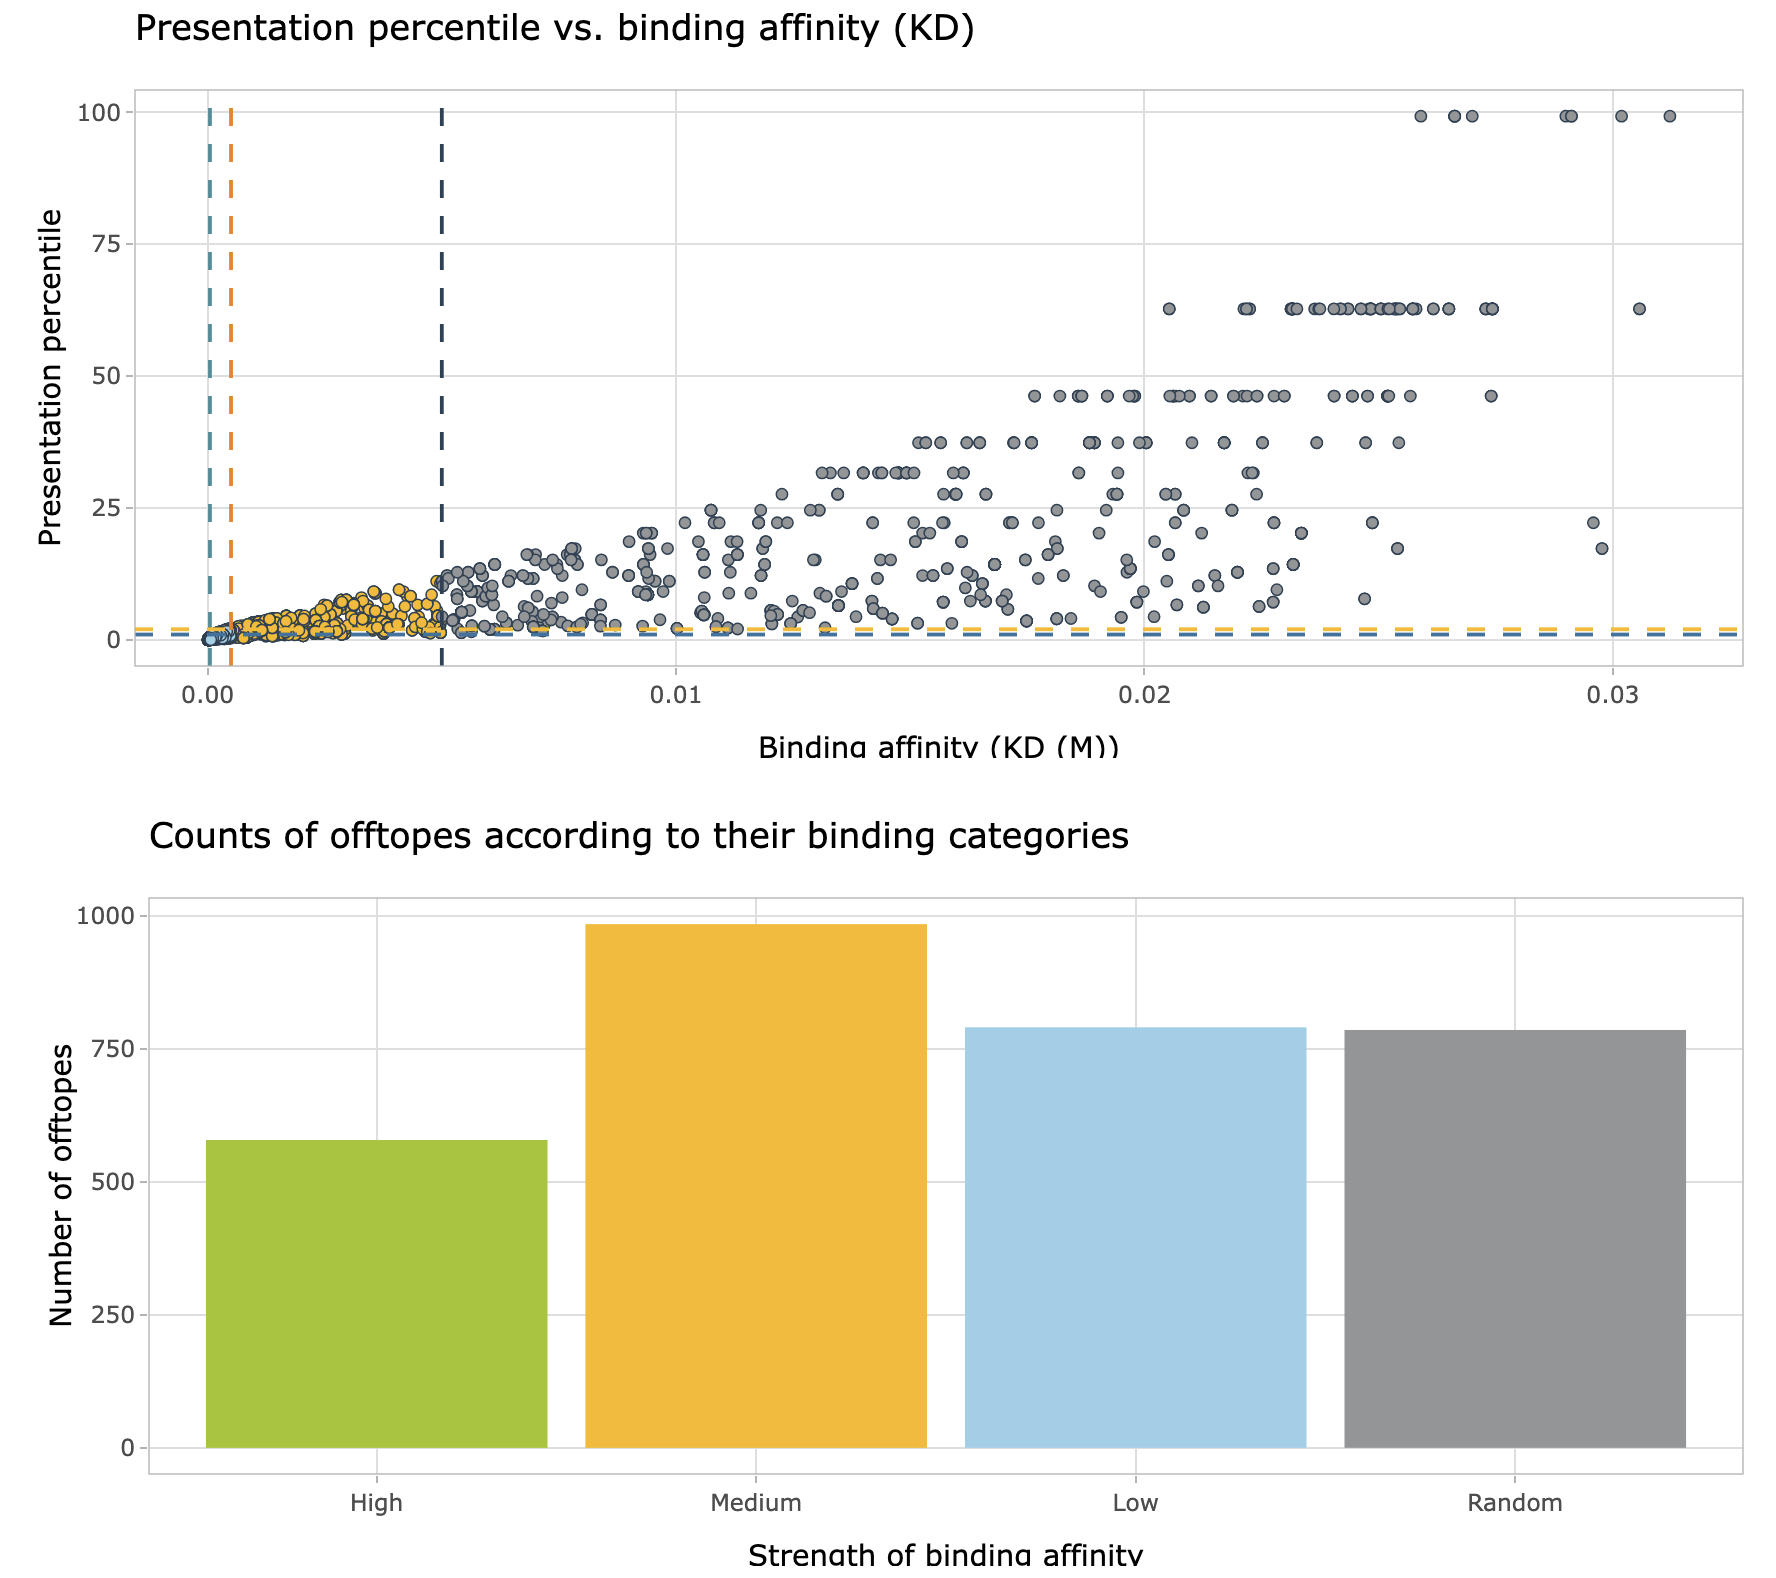 Presentation percentile vs. binding affinity (KD)
100
75
50
25
0
Presentation percentile
0.00 0.01 0.02 0.03
Binding affinity (KD (M))
Counts of offtopes according to their binding categories
1000
750
500
250
0
Number of offtopes
High Medium Low Random
Strength of binding affinity